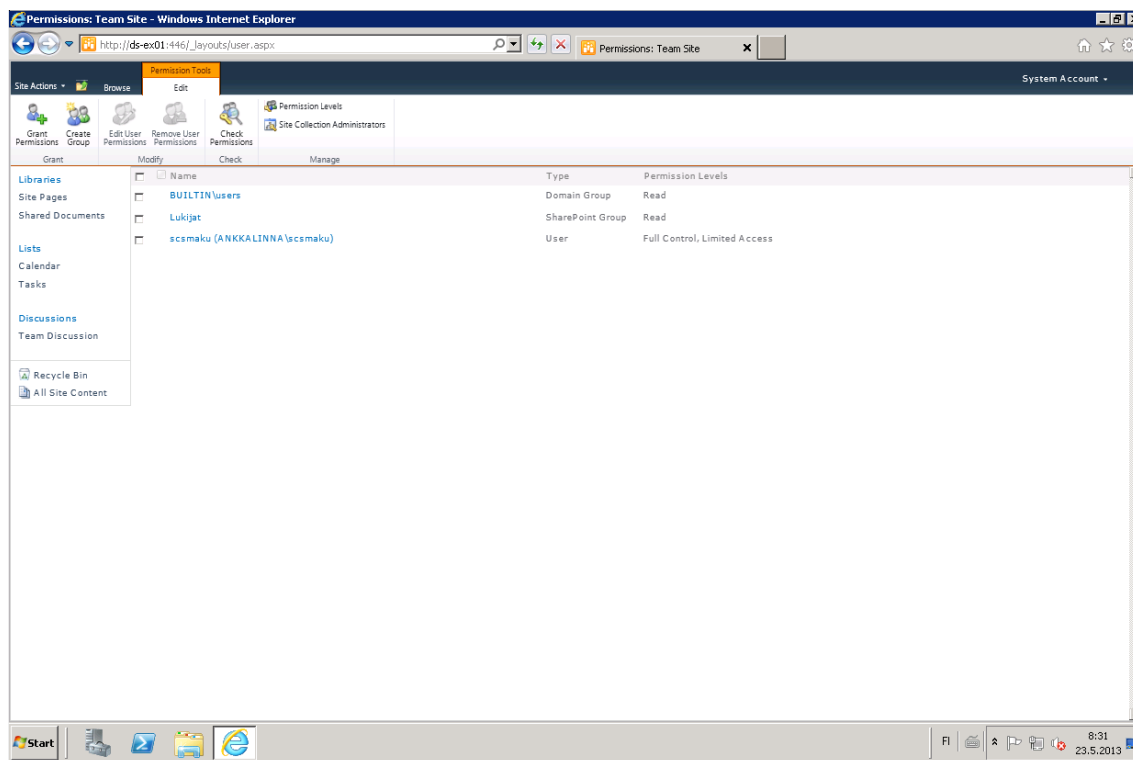 Permissions: Team Site - Windows Internet Explorer
http://ds-ex01:446/_layouts/user.aspx
Permissions: Team Site
Permission Tools
Site Actions
Browse
Edit
System Account
Grant Permissions
Create Group
Edit User Permissions
Remove User Permissions
Check Permissions
Permission Levels
Site Collection Administrators
Grant
Modify
Check
Manage
Libraries
Site Pages
Shared Documents
Lists
Calendar
Tasks
Discussions
Team Discussion
Recycle Bin
All Site Content
Name Type Permission Levels
BUILTIN\users Domain Group Read
Lukijat SharePoint Group Read
scsmaku (ANKKALINNA\scsmaku) User Full Control, Limited Access
Start
FI
8:31
23.5.2013